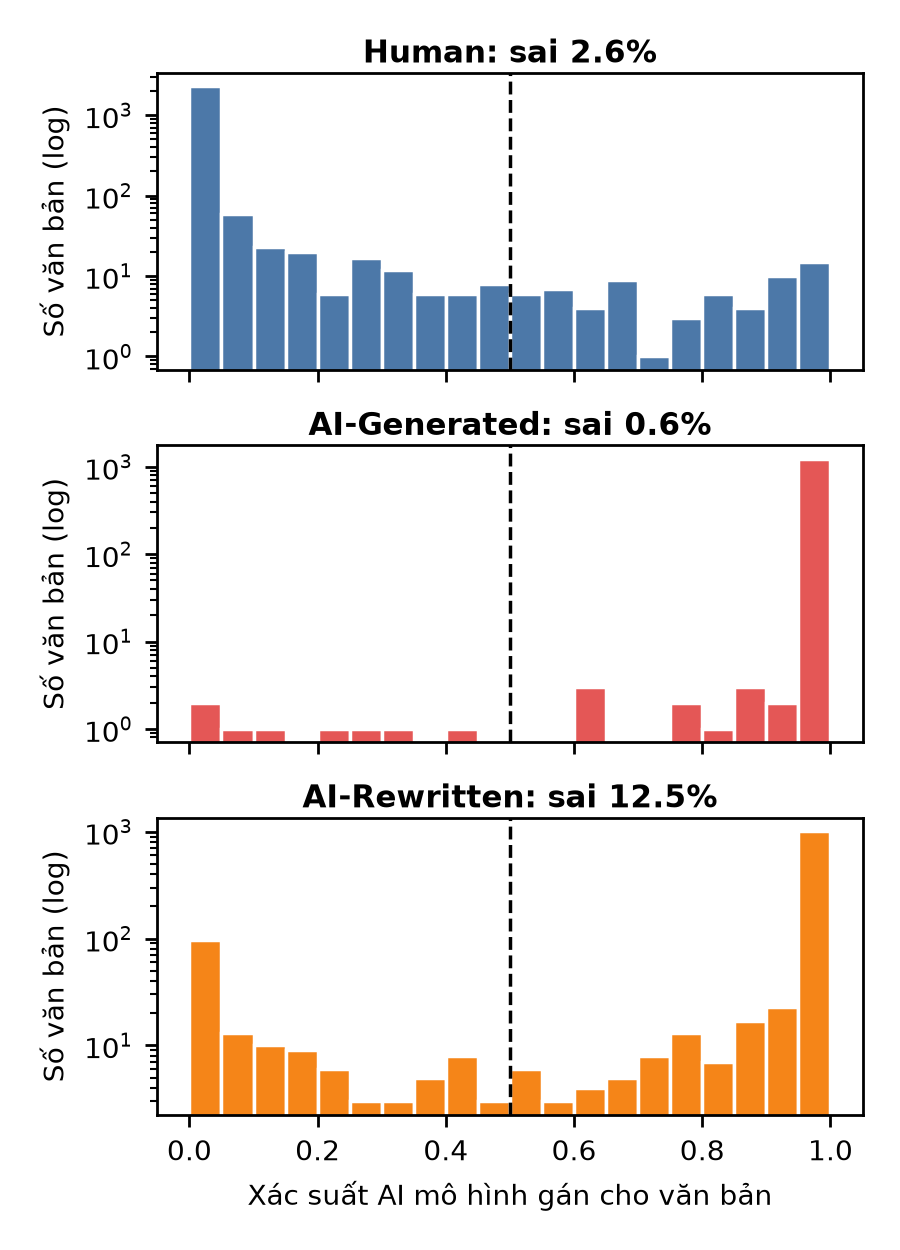 Human: sai 2.6%
Số văn bản (log)
10³
10²
10¹
10⁰
AI-Generated: sai 0.6%
Số văn bản (log)
10³
10²
10¹
10⁰
AI-Rewritten: sai 12.5%
Số văn bản (log)
10³
10²
10¹
0.0 0.2 0.4 0.6 0.8 1.0
Xác suất AI mô hình gán cho văn bản